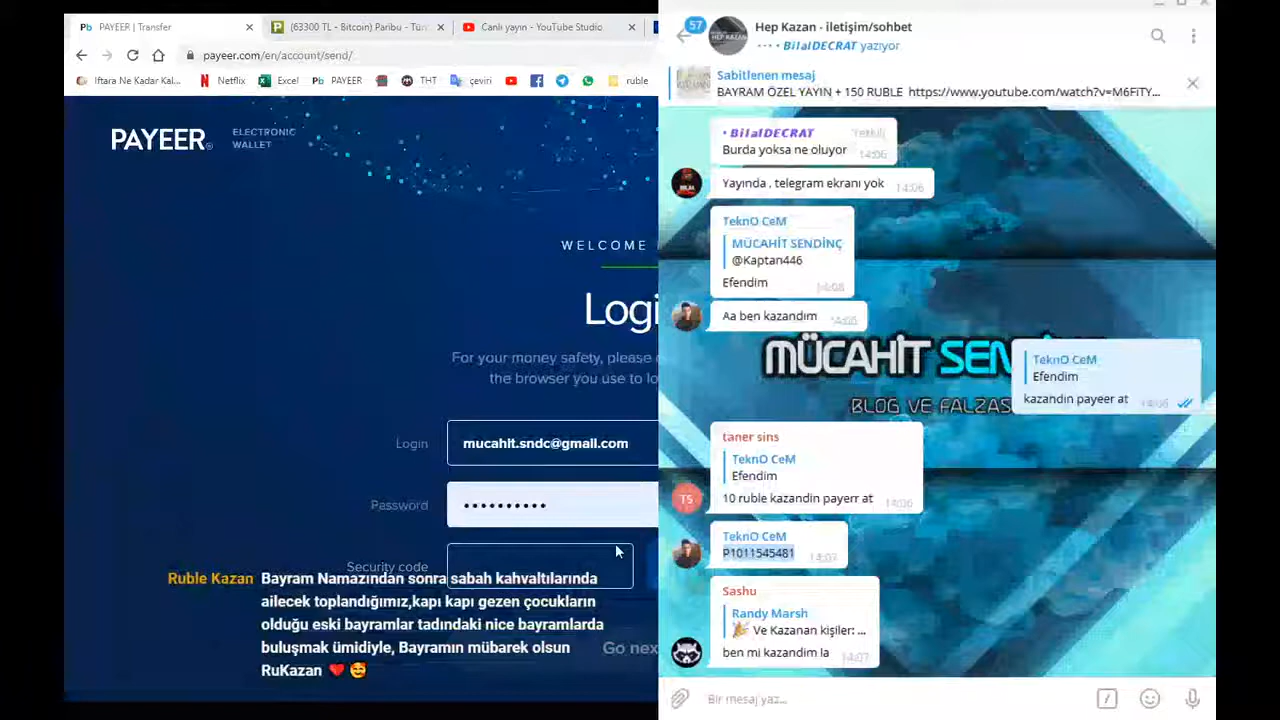 PAYEER | Transfer
(63300 TL - Bitcoin) Paribu - Tür
Canlı yayın - YouTube Studio
payeer.com/en/account/send/
İftara Ne Kadar Kal...
Netflix
Excel
PAYEER
THT
çeviri
ruble
PAYEER
ELECTRONIC
WALLET
WELCOME
Logi
For your money safety, please
the browser you use to lo
Login
mucahit.sndc@gmail.com
Password
Security code
Go nex
Ruble Kazan Bayram Namazından sonra sabah kahvaltılarında
ailecek toplandığımız,kapı kapı gezen çocukların
olduğu eski bayramlar tadındaki nice bayramlarda
buluşmak ümidiyle, Bayramın mübarek olsun
RuKazan ❤️ 🥰
57
Hep Kazan - iletişim/sohbet
BilalDECRAT yazıyor
Sabitlenen mesaj
BAYRAM ÖZEL YAYIN + 150 RUBLE https://www.youtube.com/watch?v=M6FiTY...
• BilalDECRAT Yetkili
Burda yoksa ne oluyor 14:06
Yayında , telegram ekranı yok 14:06
TeknO CeM
MÜCAHİT SENDİNÇ
@Kaptan446
Efendim
Aa ben kazandım
MÜCAHİT SEN
BLOG VE FALZAS
TeknO CeM
Efendim
kazandin payeer at 14:06
taner sins
TeknO CeM
Efendim
TS
10 ruble kazandin payerr at 14:06
TeknO CeM
P1011545481 14:07
Sashu
Randy Marsh
🎉 Ve Kazanan kişiler: ...
ben mi kazandim la 14:07
Bir mesaj yaz...